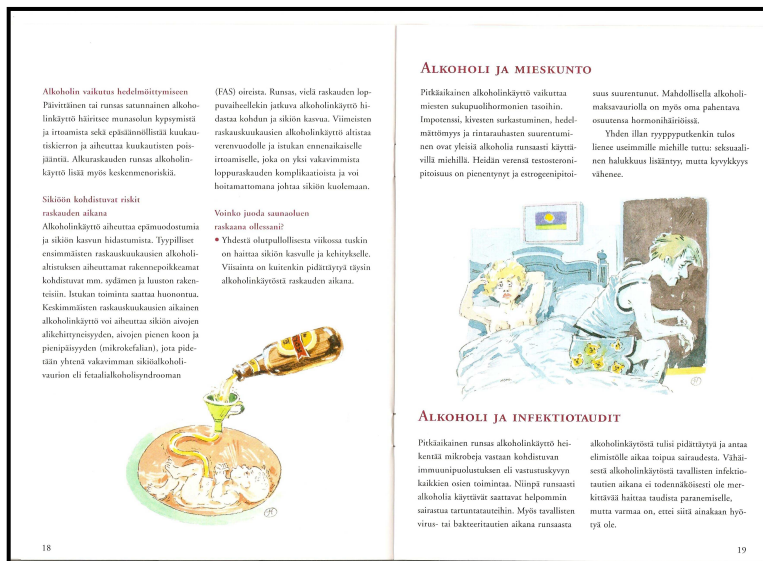 Alkoholin vaikutus hedelmöittymiseen
Päivittäinen tai runsas satunnainen alkoho-
linkäyttö häiritsee munasolun kypsymistä
ja irtoamista sekä epäsäännöllistää kuukau-
tiskierron ja aiheuttaa kuukautisten pois-
jääntiä. Alkuraskauden runsas alkoholin-
käyttö lisää myös keskenmenoriskiä.
Sikiöön kohdistuvat riskit
raskauden aikana
Alkoholinkäyttö aiheuttaa epämuodostumia
ja sikiön kasvun hidastumista. Tyypilliset
ensimmäisten raskauskuukausien alkoholi-
altistuksen aiheuttamat rakennepoikkeamat
kohdistuvat mm. sydämen ja luuston raken-
teisiin. Istukan toiminta saattaa huonontua.
Keskimmäisten raskauskuukausien aikainen
alkoholinkäyttö voi aiheuttaa sikiön aivojen
alikehittyneisyyden, aivojen pienen koon ja
pienipäisyyden (mikrokefalian), jota pide-
tään yhtenä vakavimman sikiöalkoholi-
vaurion eli fetaalialkoholisyndrooman
(FAS) oireista. Runsas, vielä raskauden lop-
puvaiheellekin jatkuva alkoholinkäyttö hi-
dastaa kohdun ja sikiön kasvua. Viimeisten
raskauskuukausien alkoholinkäyttö altistaa
verenvuodolle ja istukan ennenaikaiselle
irtoamiselle, joka on yksi vakavimmista
loppuraskauden komplikaatioista ja voi
hoitamattomana johtaa sikiön kuolemaan.
Voinko juoda saunaoluen
raskaana ollessani?
• Yhdestä olutpullollisesta viikossa tuskin
on haittaa sikiön kasvulle ja kehitykselle.
Viisainta on kuitenkin pidättäytyä täysin
alkoholinkäytöstä raskauden aikana.
18
Alkoholi ja mieskunto
Pitkäaikainen alkoholinkäyttö vaikuttaa
miesten sukupuolihormonien tasoihin.
Impotenssi, kivesten surkastuminen, hedel-
mättömyys ja rintarauhasten suurentumi-
nen ovat yleisiä alkoholia runsaasti käyttä-
villä miehillä. Heidän verensä testosteroni-
pitoisuus on pienentynyt ja estrogeenipitoi-
suus suurentunut. Mahdollisella alkoholi-
maksavauriolla on myös oma pahentava
osuutensa hormonihäiriöissä.
Yhden illan ryyppyputkenkin tulos
lienee useimmille miehille tuttu: seksuaali-
nen halukkuus lisääntyy, mutta kyvykkyys
vähenee.
Alkoholi ja infektiotaudit
Pitkäaikainen runsas alkoholinkäyttö hei-
kentää mikrobeja vastaan kohdistuvan
immuunipuolustuksen eli vastustuskyvyn
kaikkien osien toimintaa. Niinpä runsaasti
alkoholia käyttävät saattavat helpommin
sairastua tartuntatauteihin. Myös tavallisten
virus- tai bakteeritautien aikana runsaasta
alkoholinkäytöstä tulisi pidättäytyä ja antaa
elimistölle aikaa toipua sairaudesta. Vähäi-
sestä alkoholinkäytöstä tavallisten infektio-
tautien aikana ei todennäköisesti ole mer-
kittävää haittaa taudista paranemiselle,
mutta varmaa on, ettei siitä ainakaan hyö-
tyä ole.
19